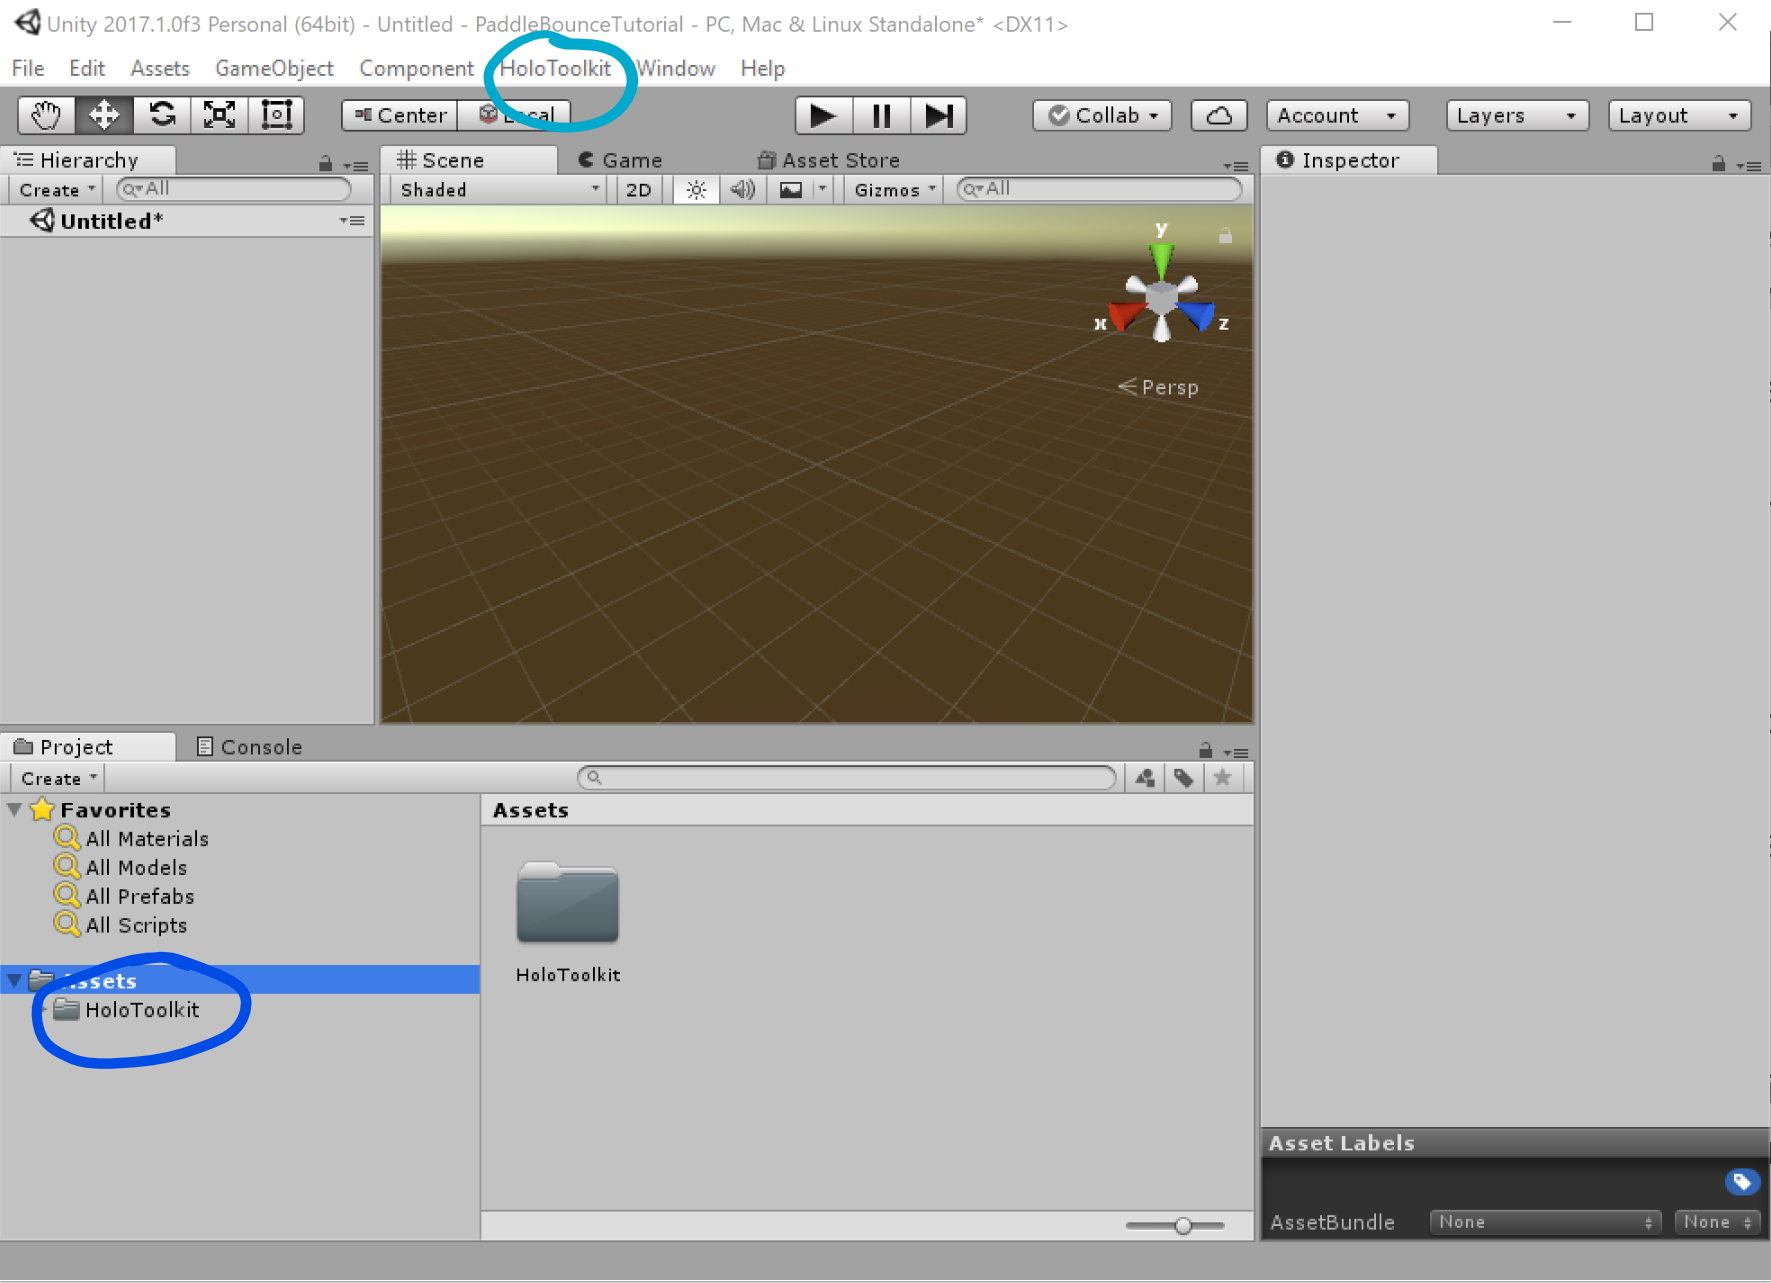 Unity 2017.1.0f3 Personal (64bit) - Untitled - PaddleBounceTutorial - PC, Mac & Linux Standalone* <DX11>
File Edit Assets GameObject Component HoloToolkit Window Help
Center Local Collab Account Layers Layout
Hierarchy
Create All
Untitled*
Scene Game Asset Store
Shaded 2D Gizmos All
y
x z
Persp
Inspector
Project Console
Create
Favorites
All Materials
All Models
All Prefabs
All Scripts
Assets
HoloToolkit
Assets
HoloToolkit
Asset Labels
AssetBundle None None